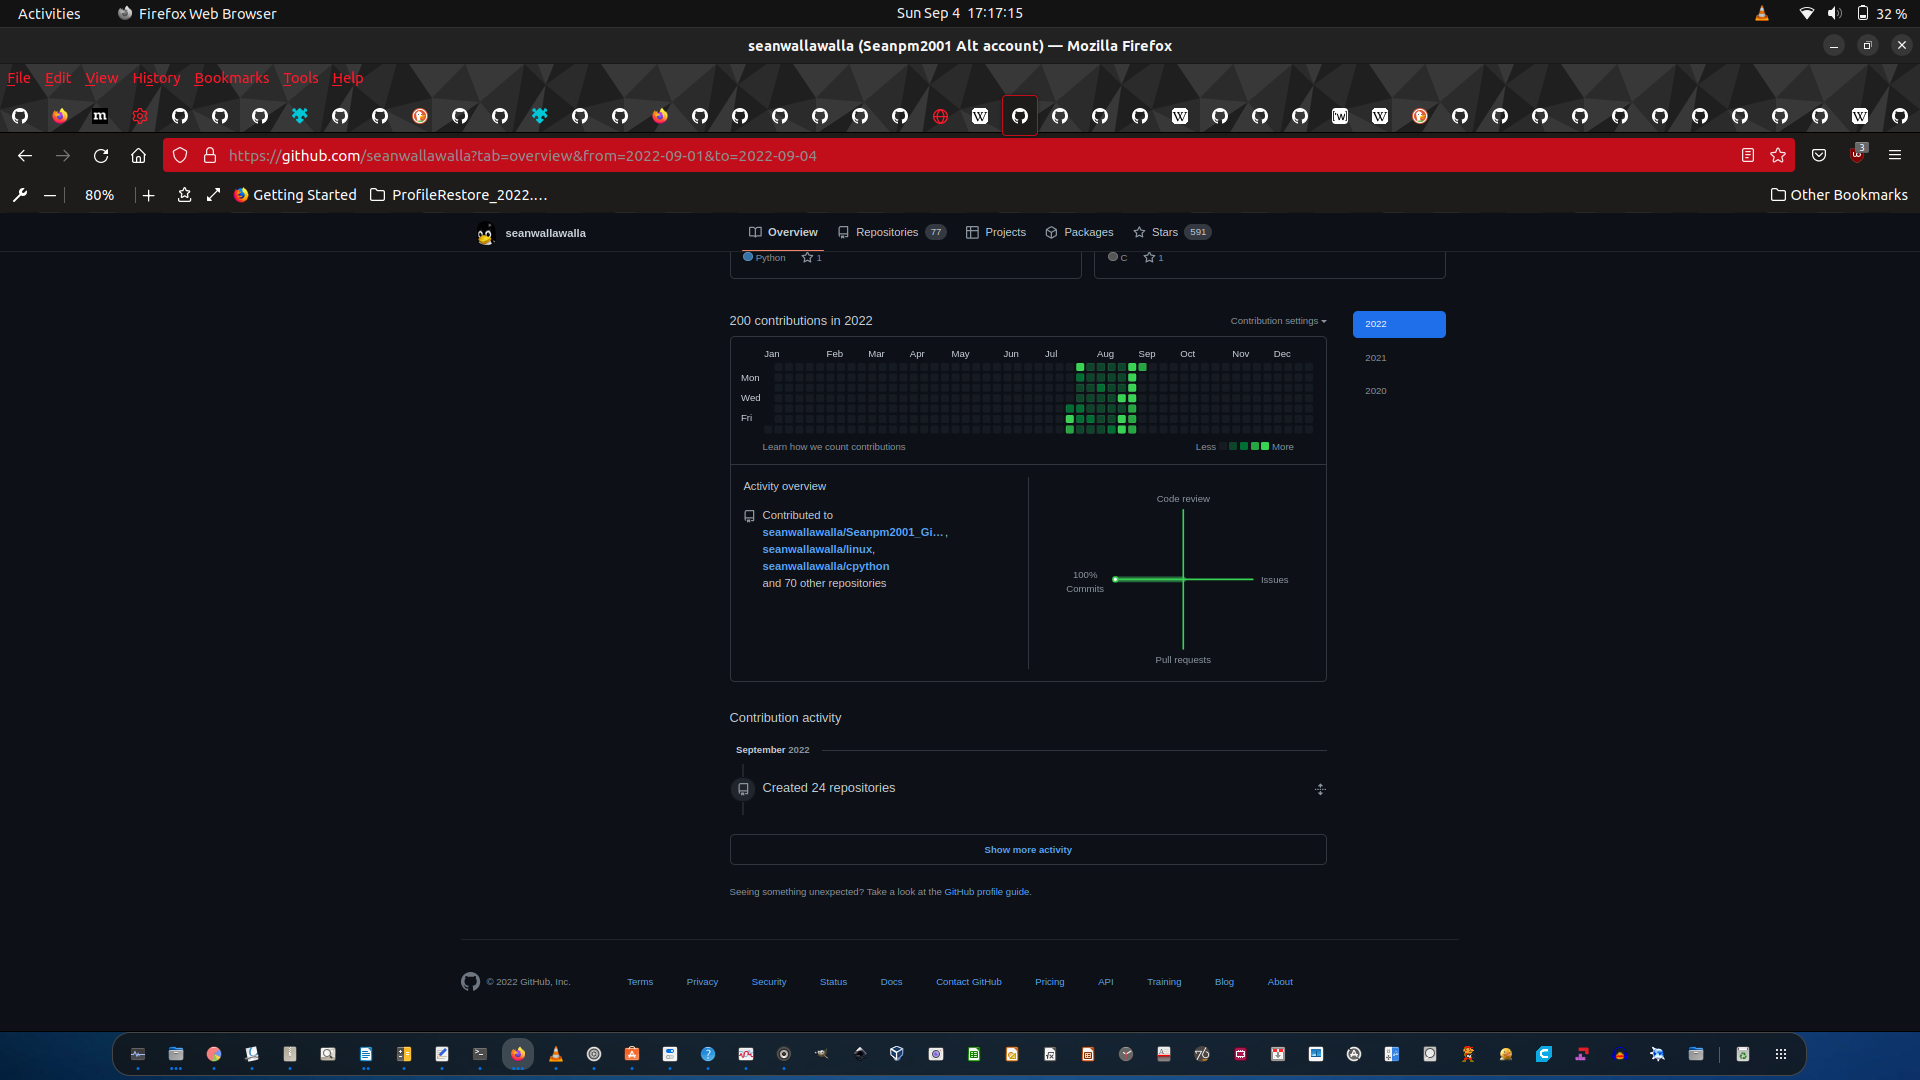 Activities Firefox Web Browser Sun Sep 4 17:17:15 32 %
seanwallawalla (Seanpm2001 Alt account) — Mozilla Firefox
File Edit View History Bookmarks Tools Help
https://github.com/seanwallawalla?tab=overview&from=2022-09-01&to=2022-09-04 3
80% Getting Started ProfileRestore_2022.... Other Bookmarks
seanwallawalla Overview Repositories 77 Projects Packages Stars 591
Python 1 C 1
200 contributions in 2022 Contribution settings 2022
2021
2020
Jan Feb Mar Apr May Jun Jul Aug Sep Oct Nov Dec
Mon
Wed
Fri
Learn how we count contributions Less More
Activity overview
Contributed to
seanwallawalla/Seanpm2001_Gi…,
seanwallawalla/linux,
seanwallawalla/cpython
and 70 other repositories
Code review
100%
Commits
Issues
Pull requests
Contribution activity
September 2022
Created 24 repositories
Show more activity
Seeing something unexpected? Take a look at the GitHub profile guide.
© 2022 GitHub, Inc. Terms Privacy Security Status Docs Contact GitHub Pricing API Training Blog About